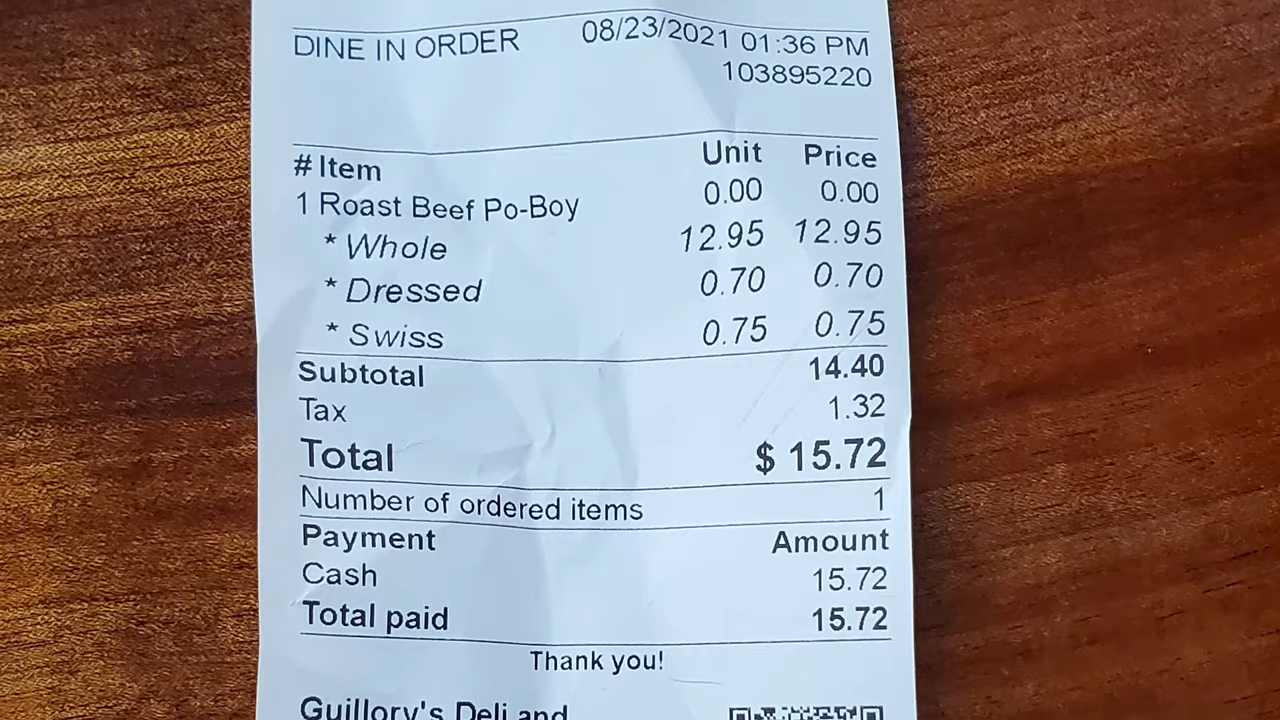 DINE IN ORDER 08/23/2021 01:36 PM
103895220
# Item Unit Price
1 Roast Beef Po-Boy 0.00 0.00
* Whole 12.95 12.95
* Dressed 0.70 0.70
* Swiss 0.75 0.75
Subtotal 14.40
Tax 1.32
Total $ 15.72
Number of ordered items 1
Payment Amount
Cash 15.72
Total paid 15.72
Thank you!
Guillory's Deli and